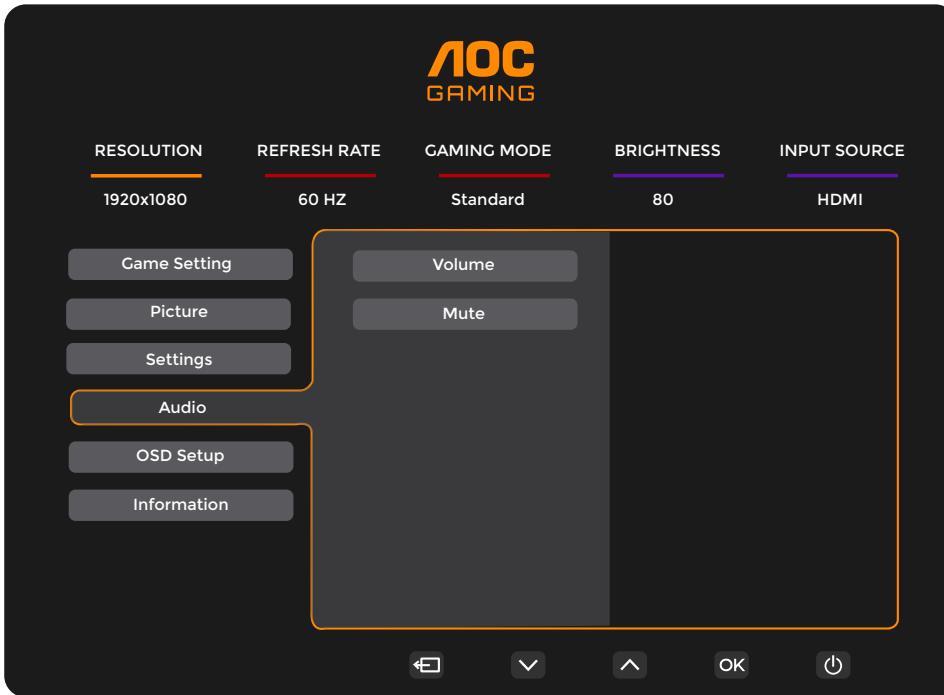 AOC
GAMING
RESOLUTION REFRESH RATE GAMING MODE BRIGHTNESS INPUT SOURCE
1920x1080 60 HZ Standard 80 HDMI
Game Setting
Picture
Settings
Audio
OSD Setup
Information
Volume
Mute
OK